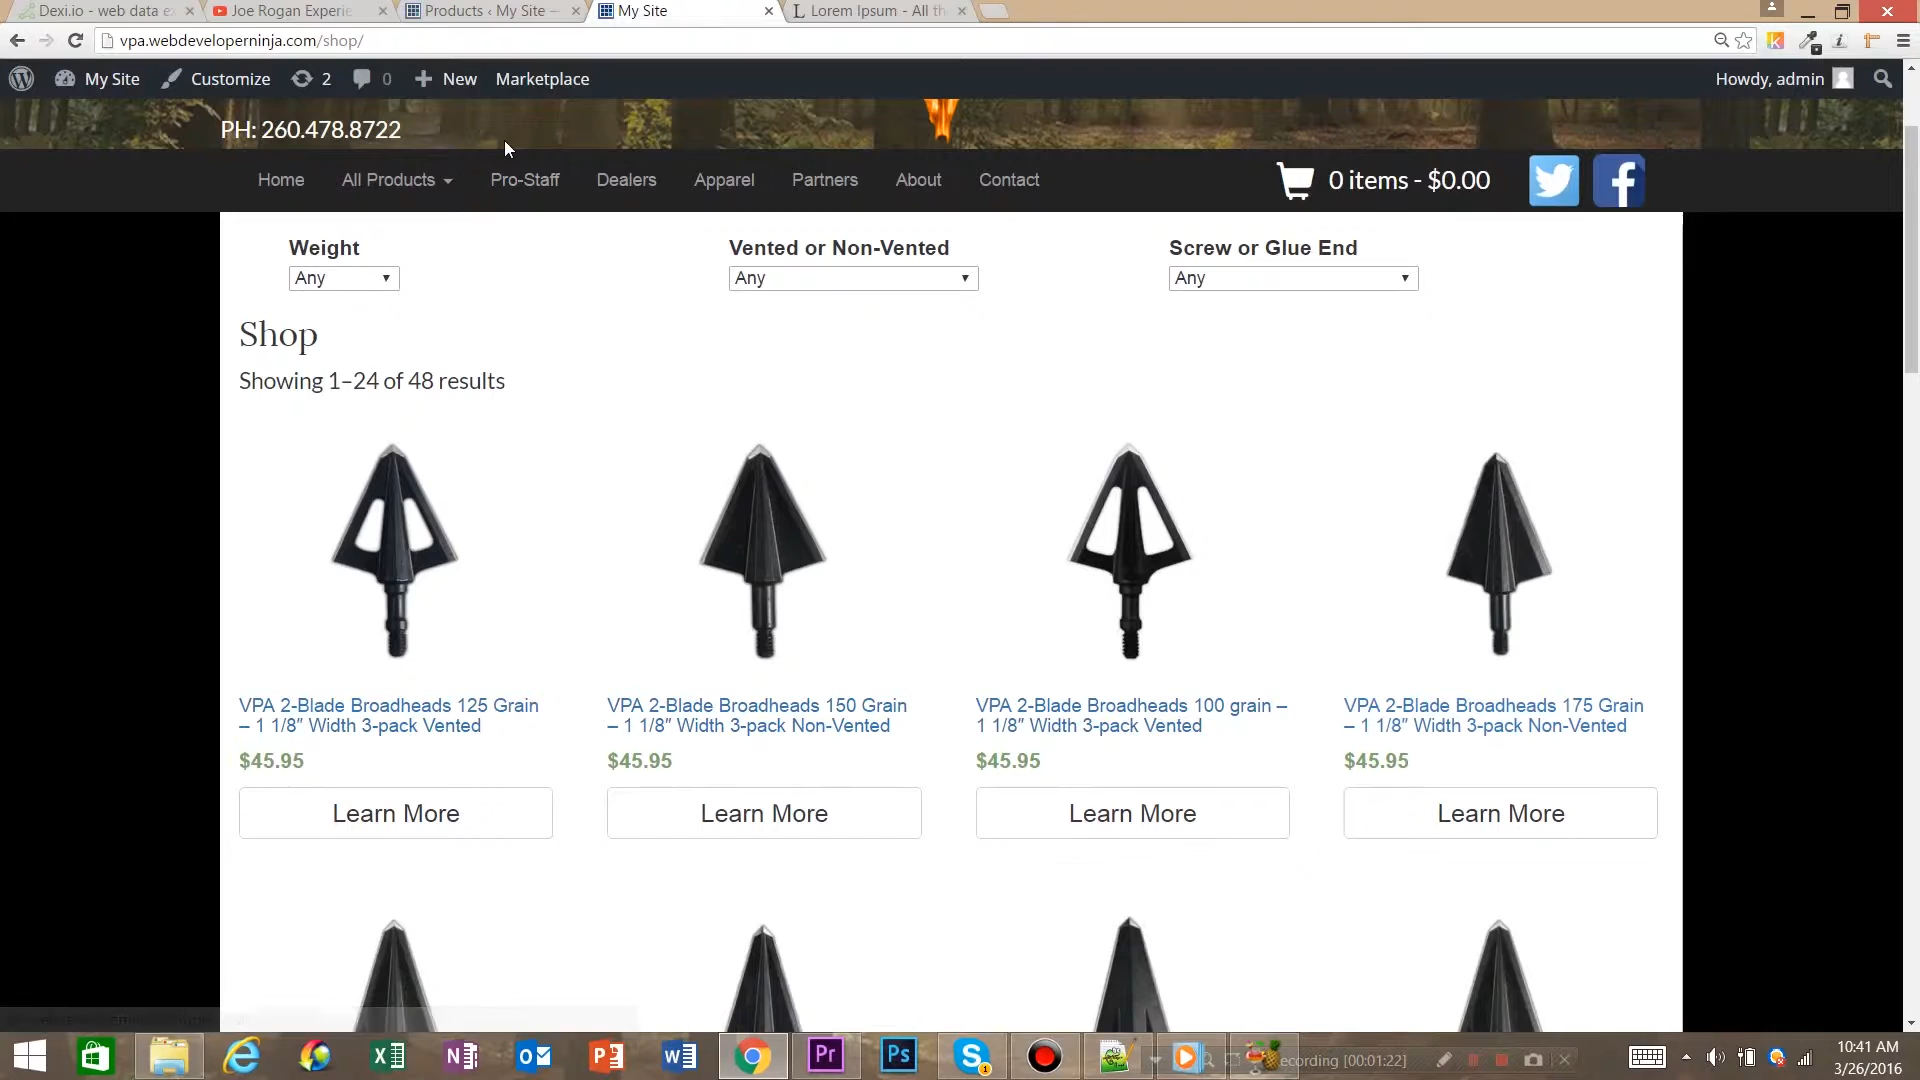 Dexi.io - web data ex
Joe Rogan Experie
Products ‹ My Site —
My Site
Lorem Ipsum - All th
vpa.webdeveloperninja.com/shop/
My Site Customize 2 0 New Marketplace Howdy, admin
PH: 260.478.8722
Home All Products Pro-Staff Dealers Apparel Partners About Contact 0 items - $0.00
Weight Vented or Non-Vented Screw or Glue End
Any Any Any
Shop
Showing 1–24 of 48 results
VPA 2-Blade Broadheads 125 Grain
– 1 1/8″ Width 3-pack Vented
$45.95
Learn More
VPA 2-Blade Broadheads 150 Grain
– 1 1/8″ Width 3-pack Non-Vented
$45.95
Learn More
VPA 2-Blade Broadheads 100 grain –
1 1/8″ Width 3-pack Vented
$45.95
Learn More
VPA 2-Blade Broadheads 175 Grain
– 1 1/8″ Width 3-pack Non-Vented
$45.95
Learn More
ecording [00:01:22]
10:41 AM
3/26/2016